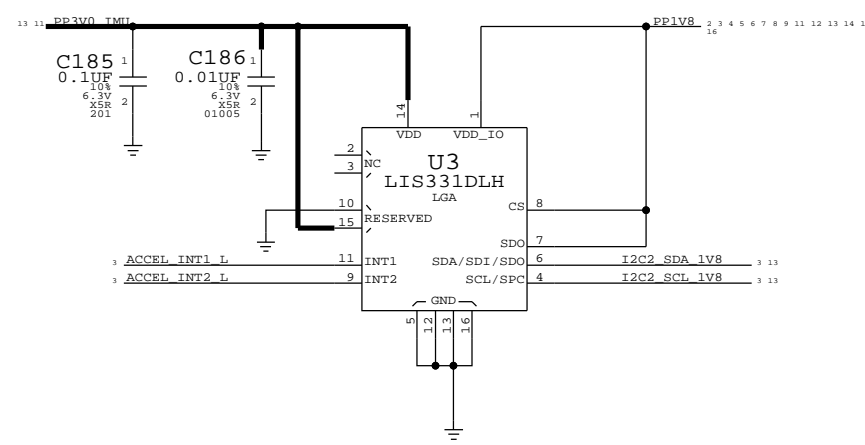 13 11 PP3V0_IMU
PP1V8 2 3 4 5 6 7 8 9 11 12 13 14 1
16
C185 1
0.1UF
10%
6.3V
X5R 2
201
C186 1
0.01UF
10%
6.3V
X5R 2
01005
14 1
VDD VDD_IO
2
3 NC
U3
LIS331DLH
LGA
10
15 RESERVED
CS 8
SDO 7
3 ACCEL_INT1_L 11 INT1
SDA/SDI/SDO 6 I2C2_SDA_1V8 3 13
3 ACCEL_INT2_L 9 INT2
SCL/SPC 4 I2C2_SCL_1V8 3 13
GND
5 12 13 16